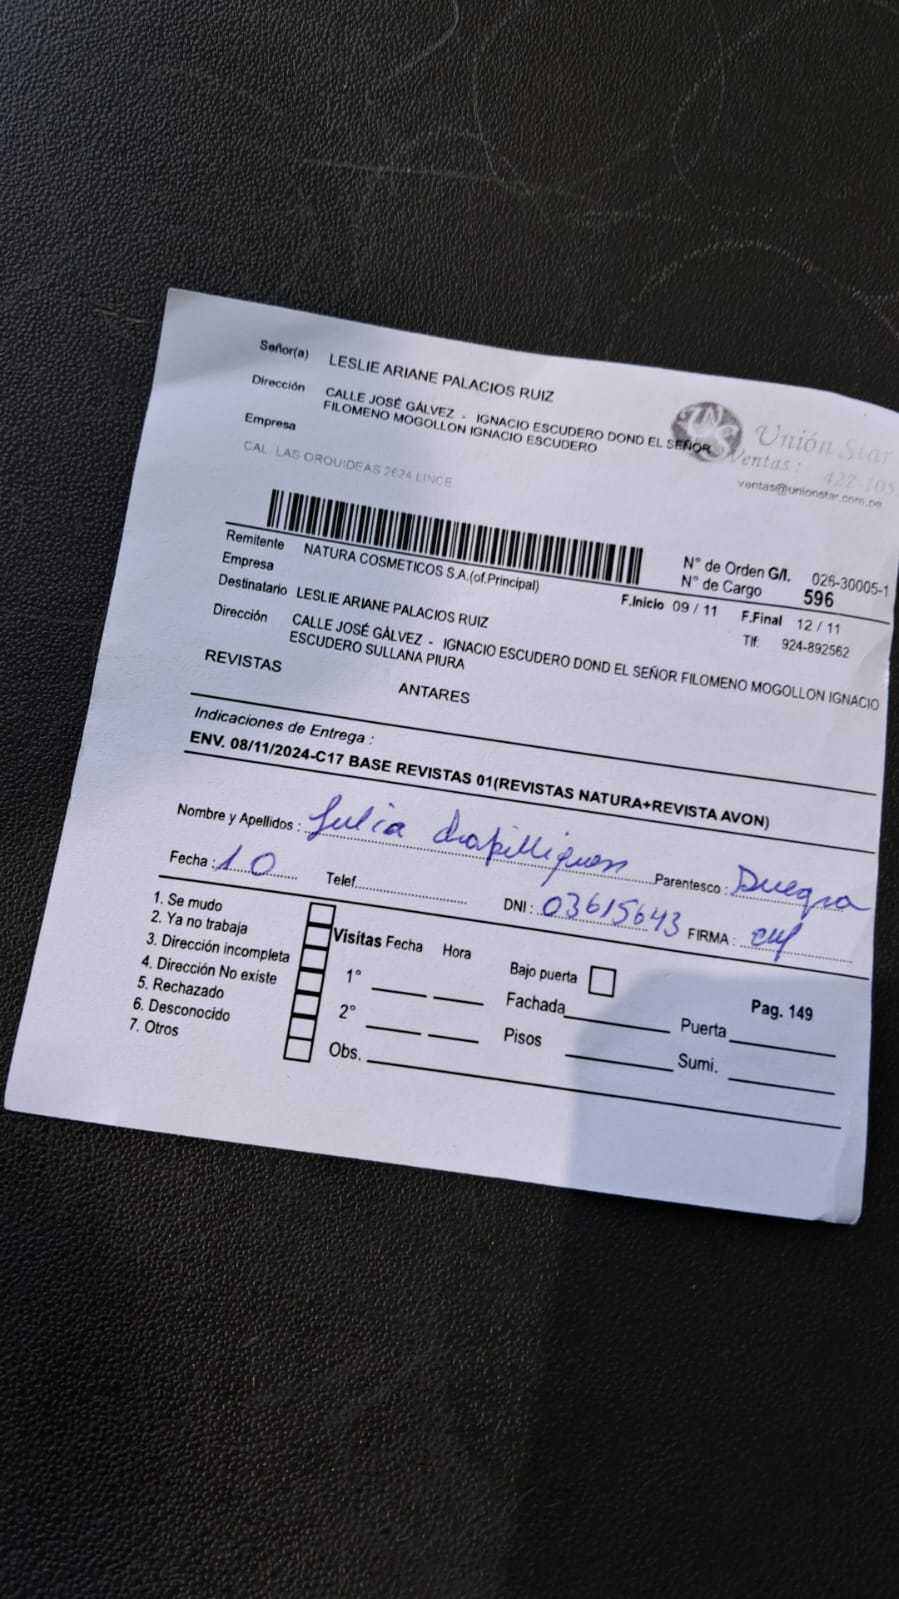 Señor(a) LESLIE ARIANE PALACIOS RUIZ
Dirección CALLE JOSÉ GÁLVEZ - IGNACIO ESCUDERO DOND EL SEÑOR
FILOMENO MOGOLLON IGNACIO ESCUDERO
Empresa
CAL. LAS ORQUIDEAS 2624 LINCE
Unión Star
Ventas: 422-105
ventas@unionstar.com.pe
Remitente NATURA COSMETICOS S.A.(of.Principal)
Empresa
N° de Orden G/I. 026-30005-1
N° de Cargo 596
F.Inicio 09 / 11 F.Final 12 / 11
Destinatario LESLIE ARIANE PALACIOS RUIZ
Tlf: 924-892562
Dirección CALLE JOSÉ GÁLVEZ - IGNACIO ESCUDERO DOND EL SEÑOR FILOMENO MOGOLLON IGNACIO
ESCUDERO SULLANA PIURA
REVISTAS ANTARES
Indicaciones de Entrega :
ENV. 08/11/2024-C17 BASE REVISTAS 01(REVISTAS NATURA+REVISTA AVON)
Nombre y Apellidos : Julia Parentesco : Suegra
Fecha : 10 Telef. DNI : 03615643 FIRMA :
1. Se mudo
2. Ya no trabaja
3. Dirección incompleta
4. Dirección No existe
5. Rechazado
6. Desconocido
7. Otros
Visitas Fecha Hora
1°
2°
Obs.
Bajo puerta
Fachada Puerta
Pisos Sumi.
Pag. 149